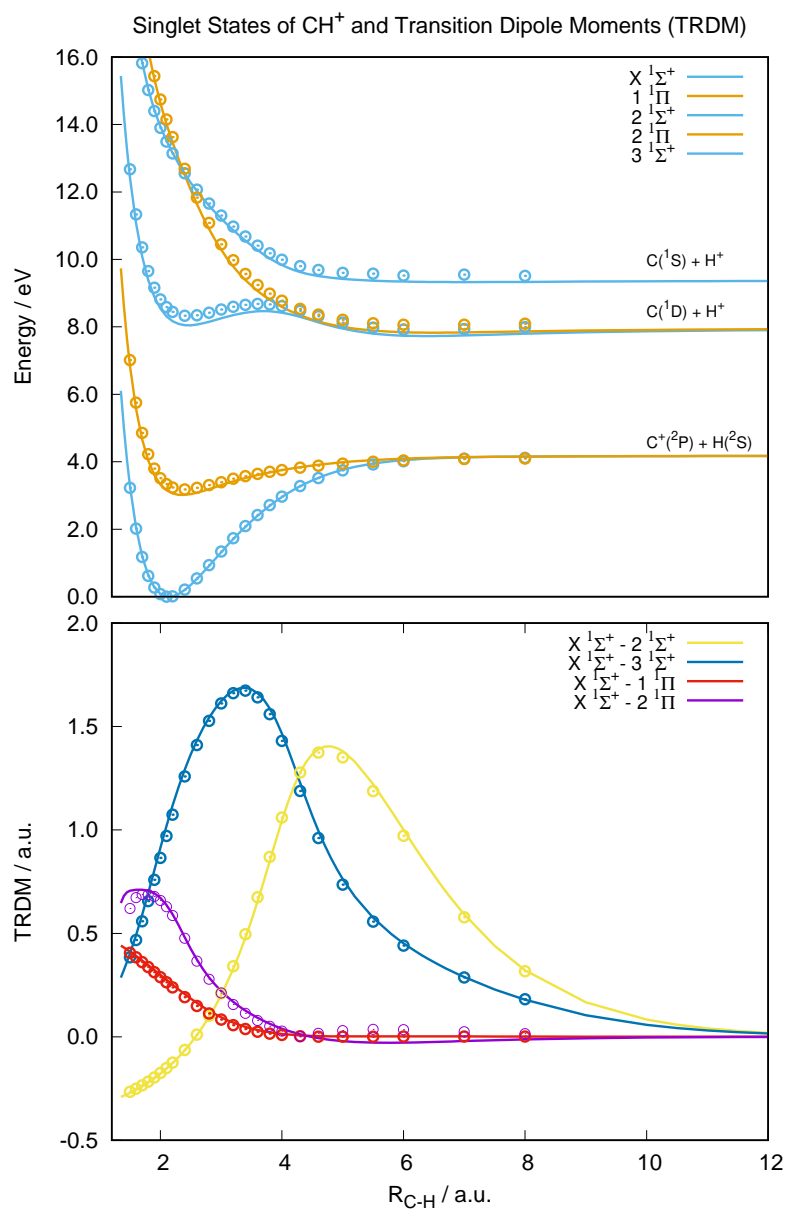 Singlet States of CH⁺ and Transition Dipole Moments (TRDM)
16.0
14.0
12.0
10.0
8.0
6.0
4.0
2.0
0.0
Energy / eV
X ¹Σ⁺
1 ¹Π
2 ¹Σ⁺
2 ¹Π
3 ¹Σ⁺
C(¹S) + H⁺
C(¹D) + H⁺
C⁺(²P) + H(²S)
2.0
1.5
1.0
0.5
0.0
-0.5
TRDM / a.u.
X ¹Σ⁺ - 2 ¹Σ⁺
X ¹Σ⁺ - 3 ¹Σ⁺
X ¹Σ⁺ - 1 ¹Π
X ¹Σ⁺ - 2 ¹Π
2 4 6 8 10 12
R_C-H / a.u.